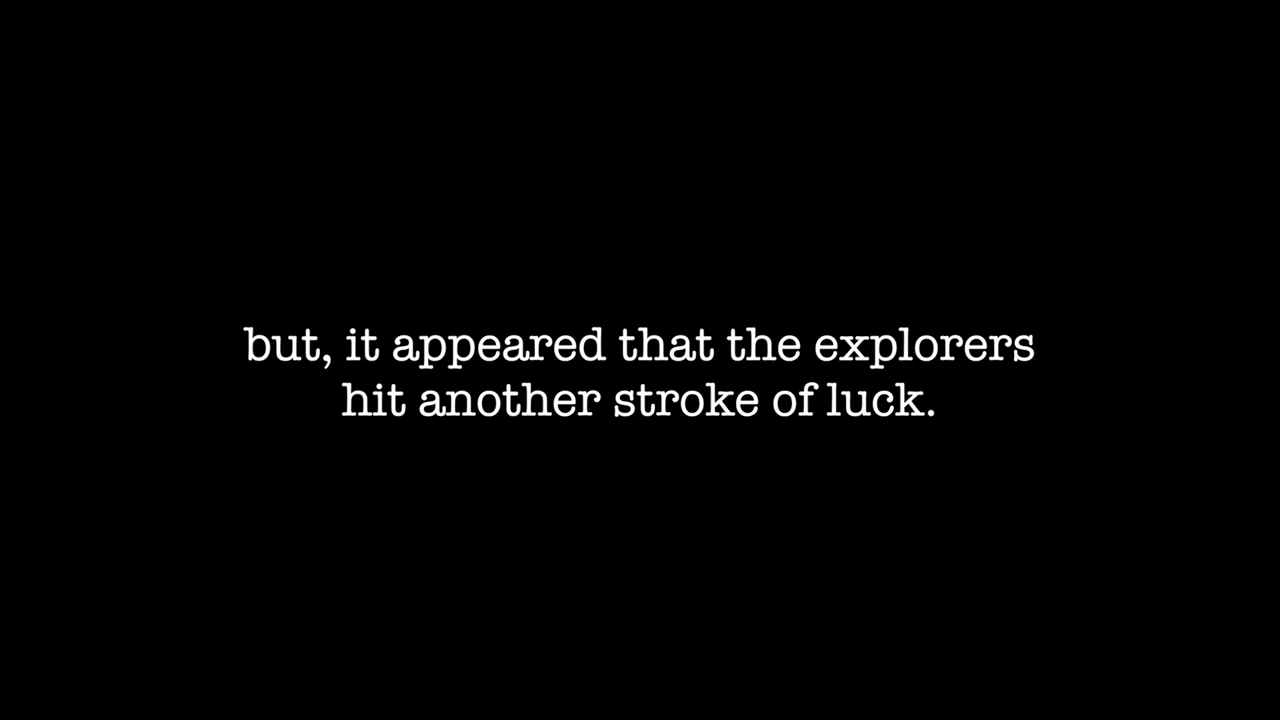 but, it appeared that the explorers
hit another stroke of luck.